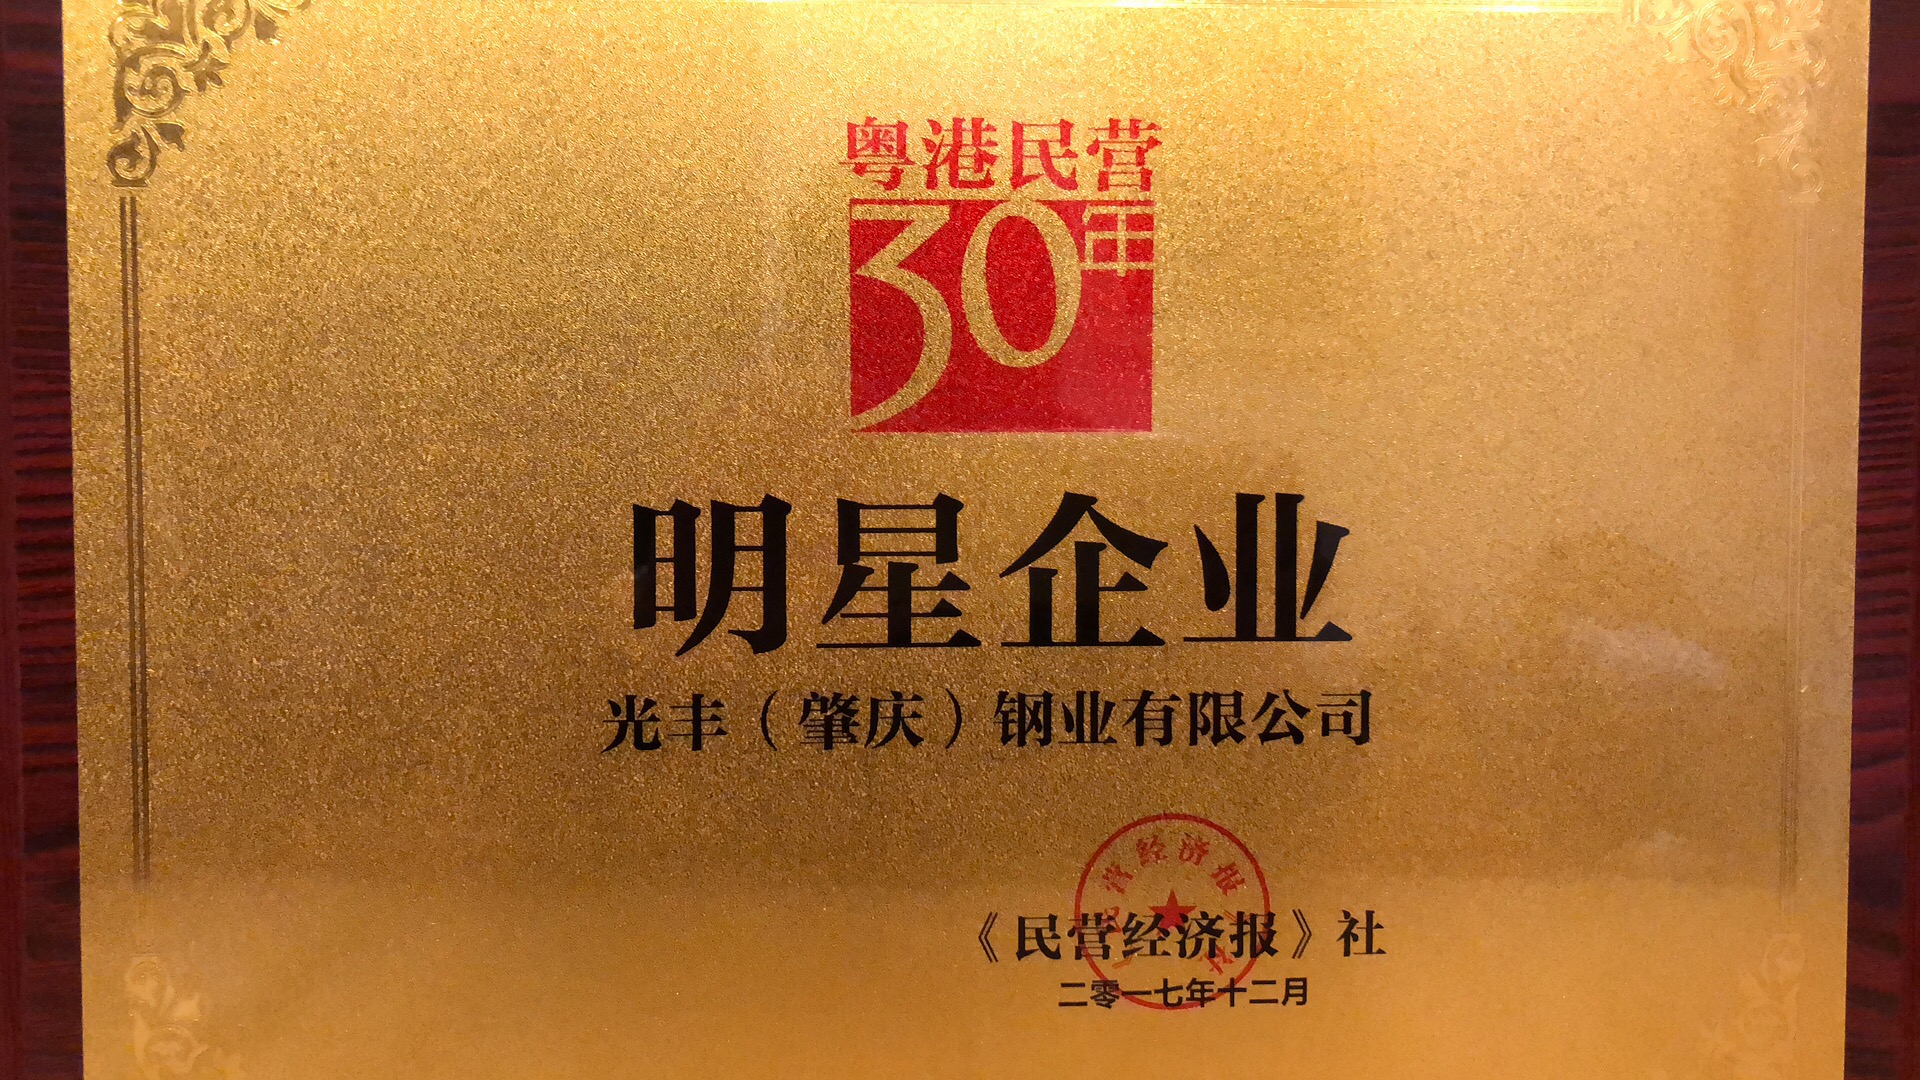 粤港民营
30年
明星企业
光丰（肇庆）钢业有限公司
《民营经济报》社
二零一七年十二月